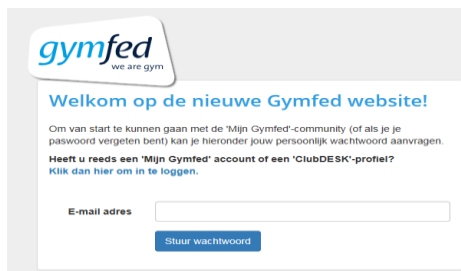 gymfed
we are gym
Welkom op de nieuwe Gymfed website!
Om van start te kunnen gaan met de 'Mijn Gymfed'-community (of als je je
paswoord vergeten bent) kan je hieronder jouw persoonlijk wachtwoord aanvragen.
Heeft u reeds een 'Mijn Gymfed' account of een 'ClubDESK'-profiel?
Klik dan hier om in te loggen.
E-mail adres
Stuur wachtwoord